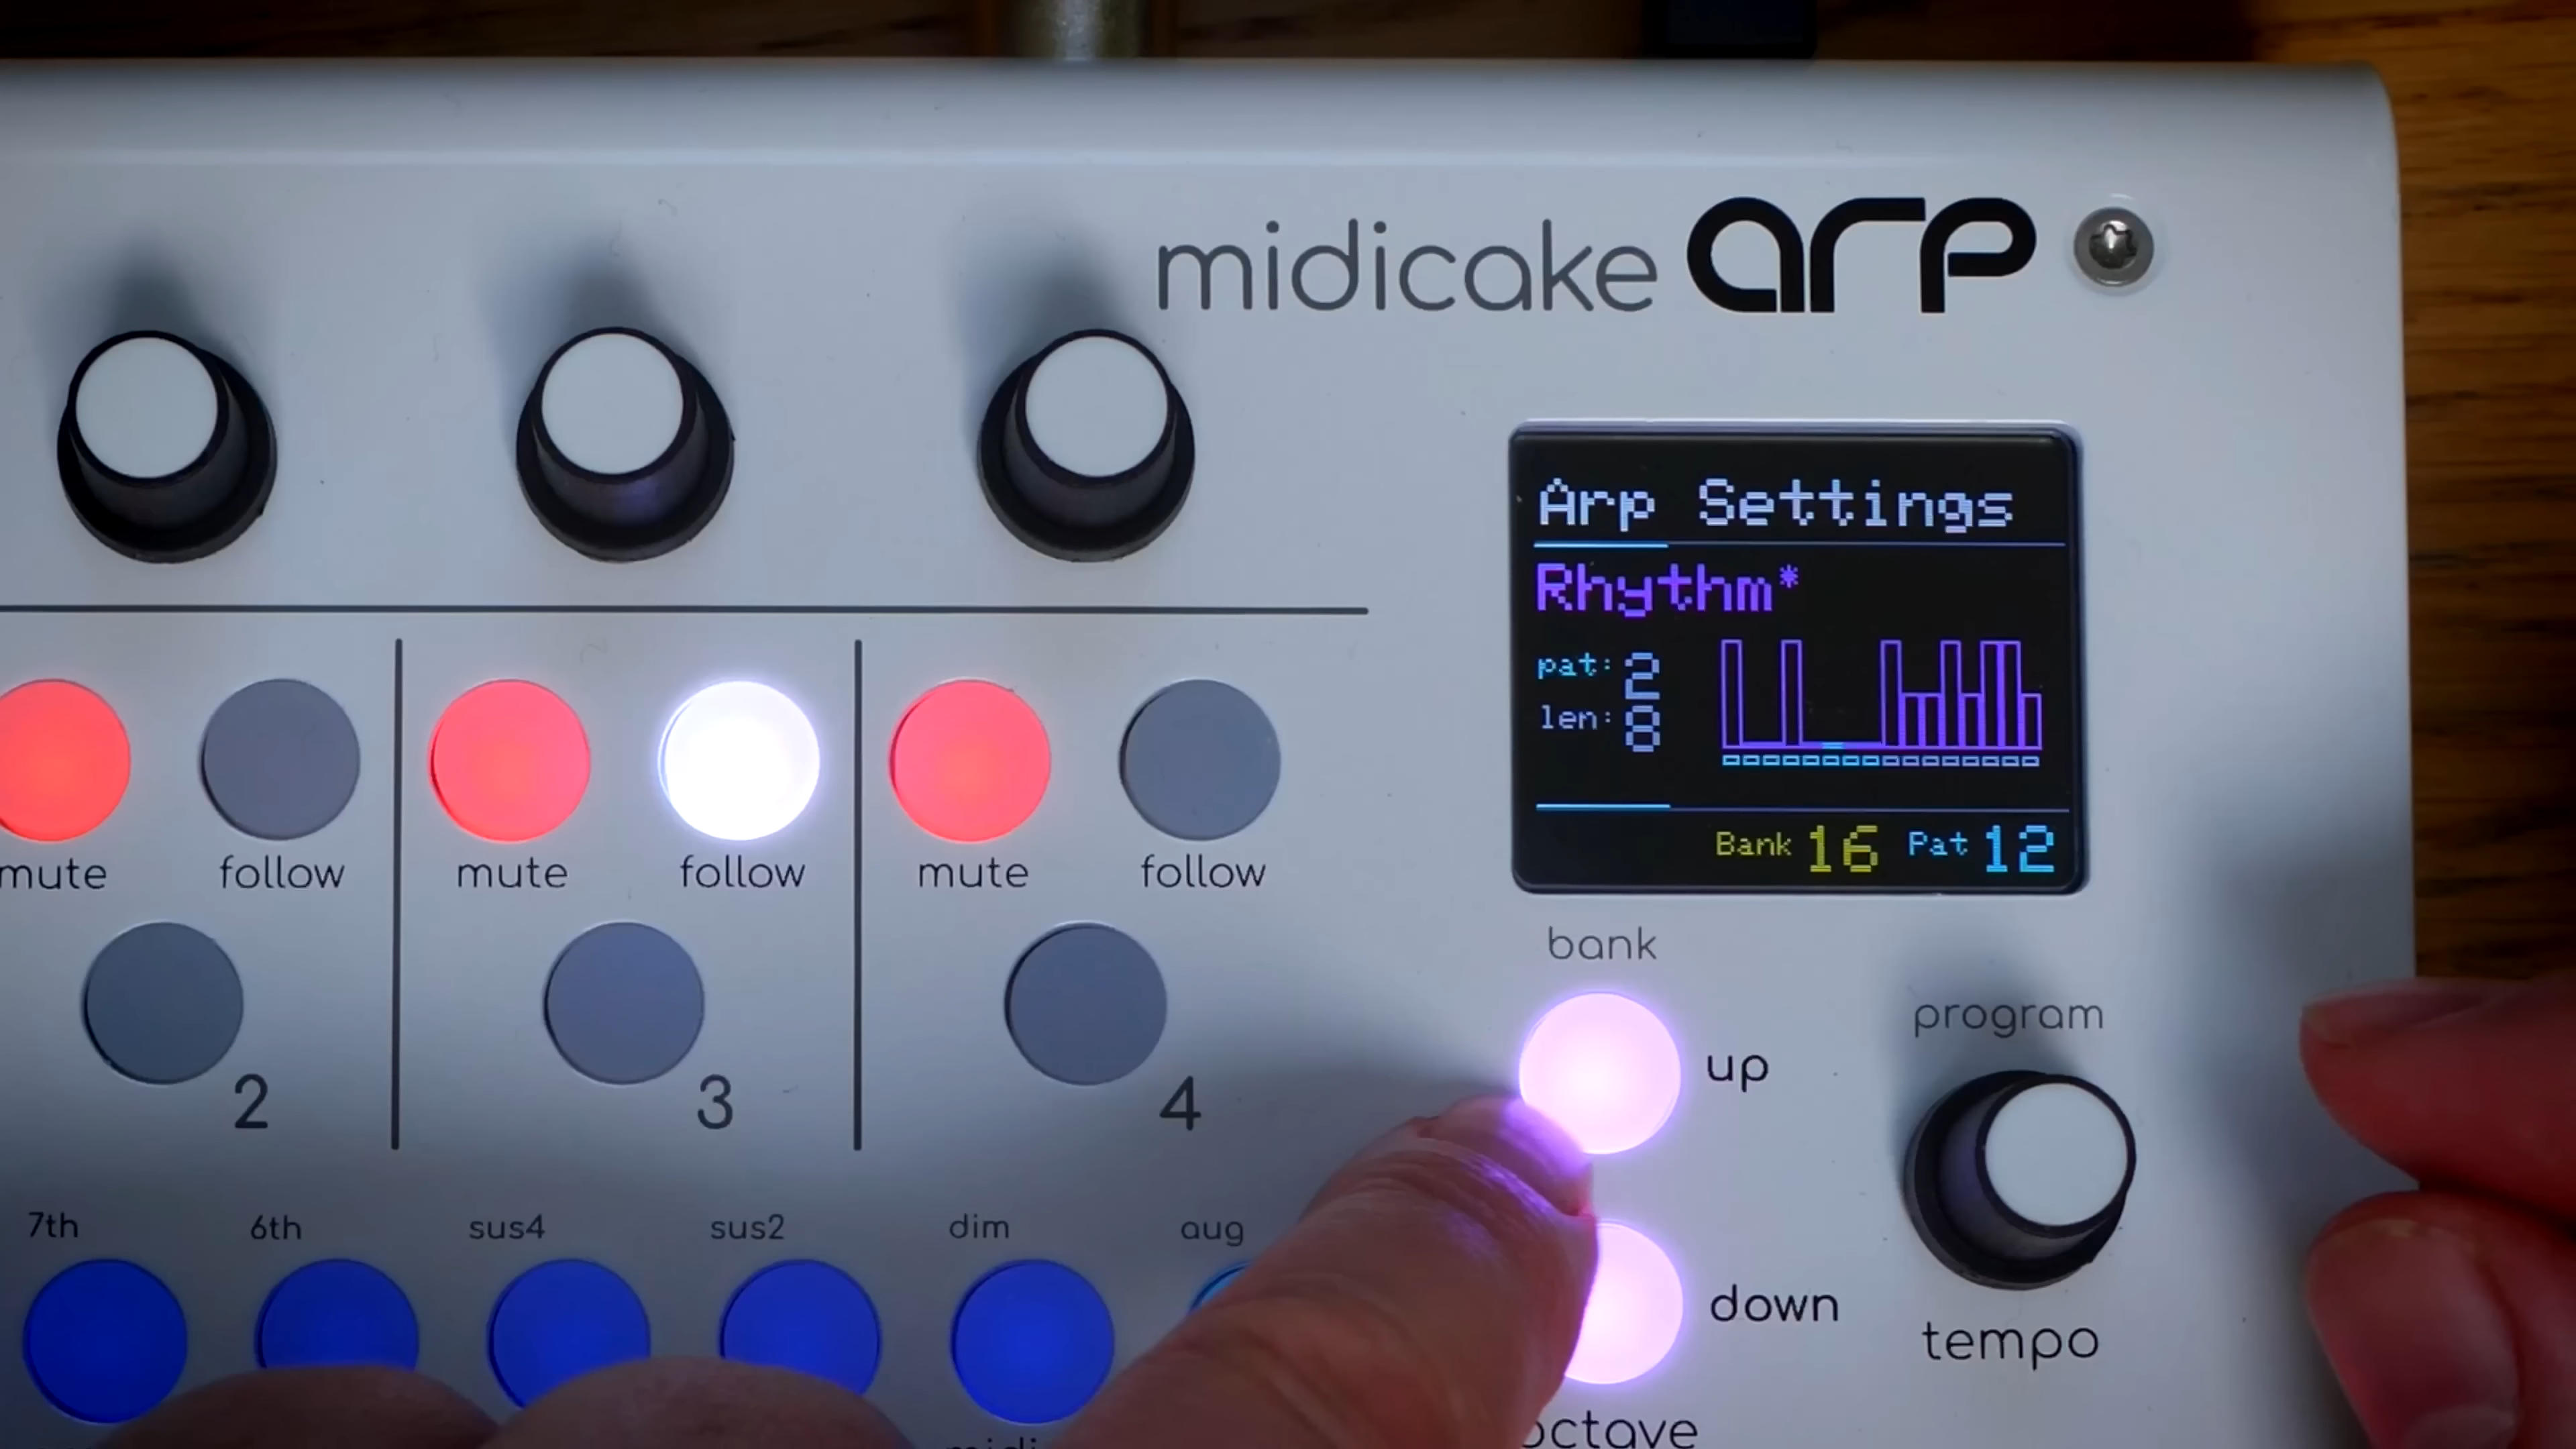 midicake arp
Arp Settings
Rhythm*
pat: 2
len: 8
Bank 16 Pat 12
mute follow mute follow mute follow
2 3 4
bank
up
program
down
tempo
octave
7th 6th sus4 sus2 dim aug